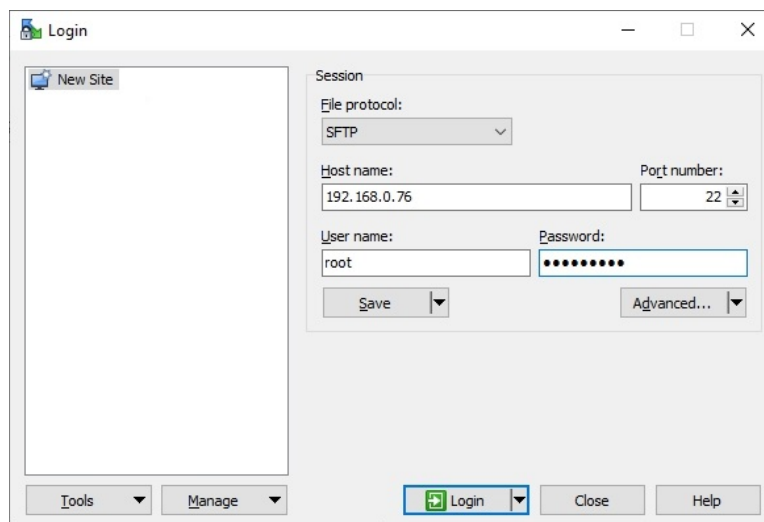 Login
New Site
Session
File protocol:
SFTP
Host name:
Port number:
192.168.0.76
22
User name:
Password:
root
•••••••••
Save
Advanced...
Tools
Manage
Login
Close
Help